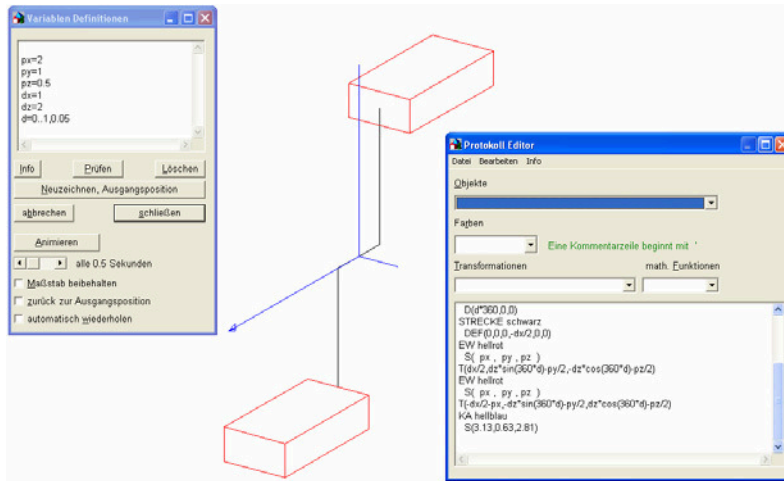 Variablen Definitionen
px=2
py=1
pz=0.5
dx=1
dz=2
d=0..1,0.05
Info Prüfen Löschen
Neuzeichnen, Ausgangsposition
abbrechen schließen
Animieren
alle 0.5 Sekunden
Maßstab beibehalten
zurück zur Ausgangsposition
automatisch wiederholen
Protokoll Editor
Datei Bearbeiten Info
Objekte
Farben
Eine Kommentarzeile beginnt mit '
Transformationen math. Funktionen
D(d*360,0,0)
STRECKE schwarz
DEF(0,0,0,-dx/2,0,0)
EW hellrot
S( px , py , pz )
T(dx/2,dz*sin(360*d)-py/2,-dz*cos(360*d)-pz/2)
EW hellrot
S( px , py , pz )
T(-dx/2-px,-dz*sin(360*d)-py/2,dz*cos(360*d)-pz/2)
KA hellblau
S(3.13,0.63,2.81)